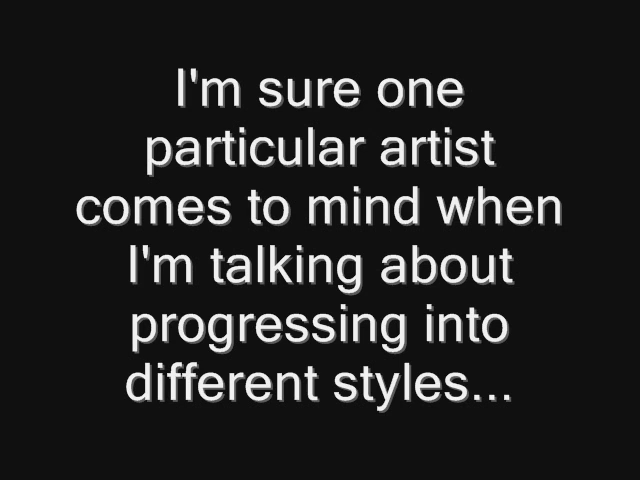 I'm sure one
particular artist
comes to mind when
I'm talking about
progressing into
different styles...